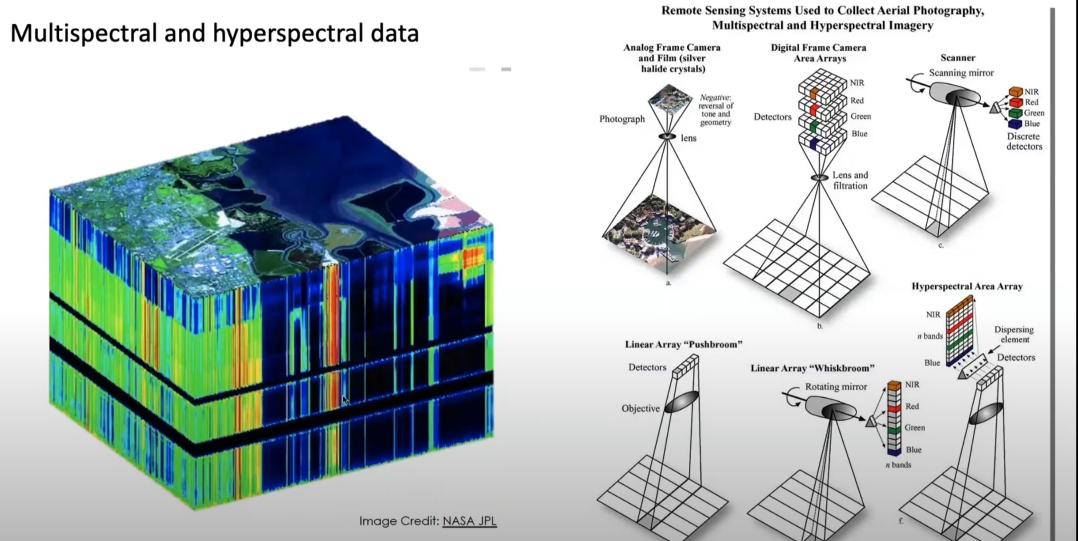 Multispectral and hyperspectral data
Image Credit: NASA JPL
Remote Sensing Systems Used to Collect Aerial Photography,
Multispectral and Hyperspectral Imagery
Analog Frame Camera
and Film (silver
halide crystals)
Photograph
Negative:
reversal of
tone and
geometry
lens
a.
Digital Frame Camera
Area Arrays
NIR
Red
Detectors
Green
Blue
Lens and
filtration
b.
Scanner
Scanning mirror
NIR
Red
Green
Blue
Discrete
detectors
c.
Linear Array “Pushbroom”
Detectors
Objective
Linear Array “Whiskbroom”
Rotating mirror
NIR
Red
Green
Blue
n bands
Hyperspectral Area Array
NIR
n bands
Blue
Dispersing
element
Detectors
f.